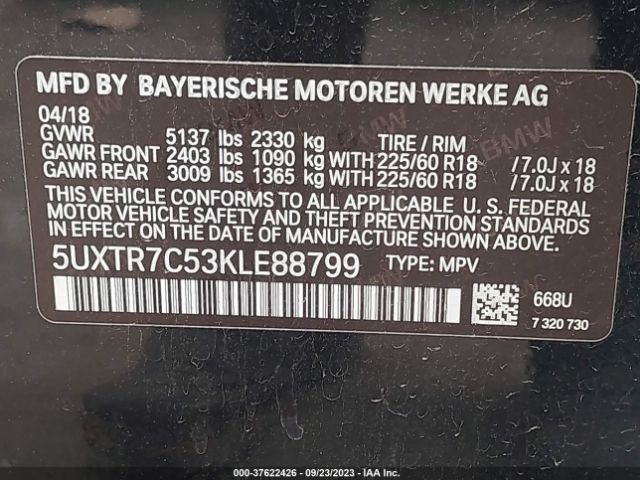 MFD BY BAYERISCHE MOTOREN WERKE AG
04/18
GVWR 5137 lbs 2330 kg TIRE / RIM
GAWR FRONT 2403 lbs 1090 kg WITH 225/60 R18 /7.0J x 18
GAWR REAR 3009 lbs 1365 kg WITH 225/60 R18 /7.0J x 18
THIS VEHICLE CONFORMS TO ALL APPLICABLE U. S. FEDERAL
MOTOR VEHICLE SAFETY AND THEFT PREVENTION STANDARDS
IN EFFECT ON THE DATE OF MANUFACTURE SHOWN ABOVE.
5UXTR7C53KLE88799 TYPE: MPV
668U
7 320 730
000-37622426 - 09/23/2023 - IAA Inc.